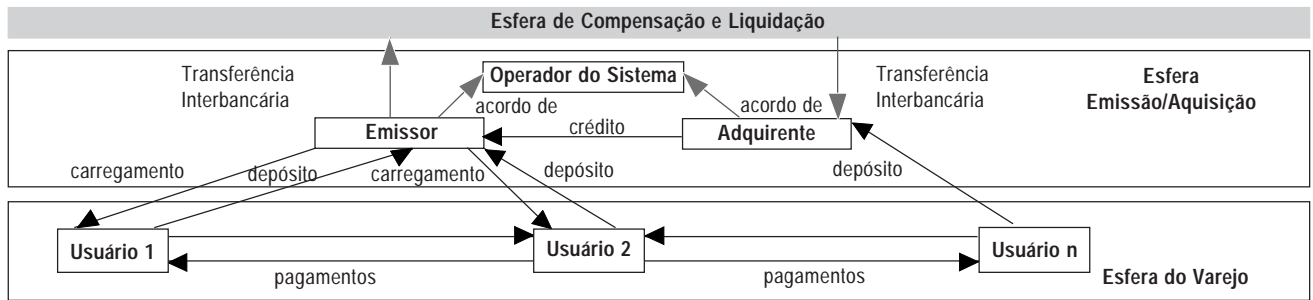 Esfera de Compensação e Liquidação
Transferência
Interbancária
Operador do Sistema
Transferência
Interbancária
Esfera
Emissão/Aquisição
acordo de
acordo de
Emissor
crédito
Adquirente
carregamento
depósito
carregamento
depósito
depósito
Usuário 1
Usuário 2
Usuário n
pagamentos
pagamentos
Esfera do Varejo